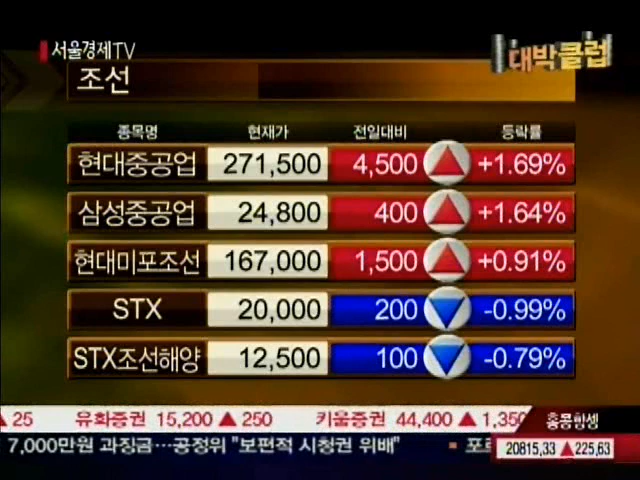 서울경제TV
대박클럽
조선
종목명 현재가 전일대비 등락률
현대중공업 271,500 4,500 ▲ +1.69%
삼성중공업 24,800 400 ▲ +1.64%
현대미포조선 167,000 1,500 ▲ +0.91%
STX 20,000 200 ▼ -0.99%
STX조선해양 12,500 100 ▼ -0.79%
▲ 25 유화증권 15,200 ▲ 250 키움증권 44,400 ▲ 1,350 홍콩항셍
7,000만원 과징금…공정위 "보편적 시청권 위배" ▪ 포르 20815,33 ▲225,63